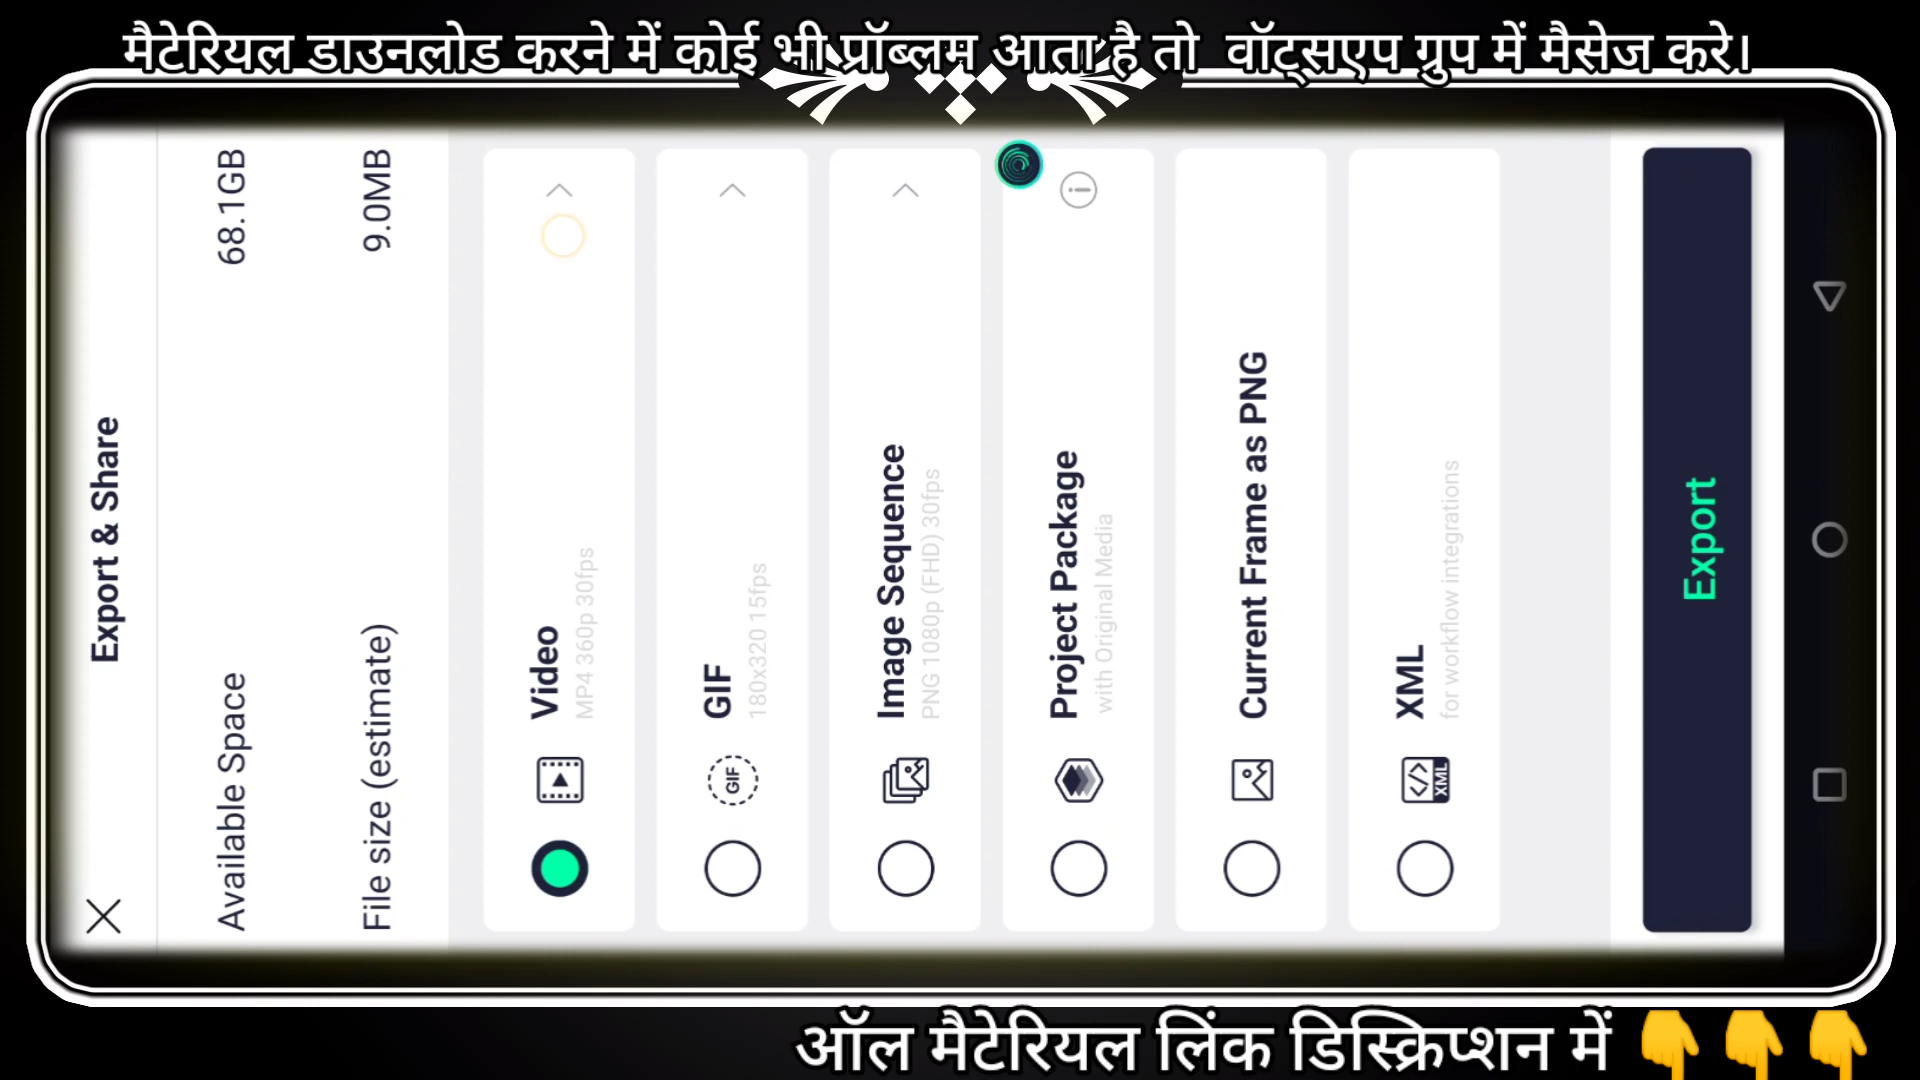 मैटेरियल डाउनलोड करने में कोई भी प्रॉब्लम आता है तो वॉट्सएप ग्रुप में मैसेज करे।
Export & Share
Available Space 68.1GB
File size (estimate) 9.0MB
Video
MP4 360p 30fps
GIF
GIF
180x320 15fps
Image Sequence
PNG 1080p (FHD) 30fps
Project Package
with Original Media
Current Frame as PNG
XML
XML
for workflow integrations
Export
ऑल मैटेरियल लिंक डिस्क्रिप्शन में 👇👇👇